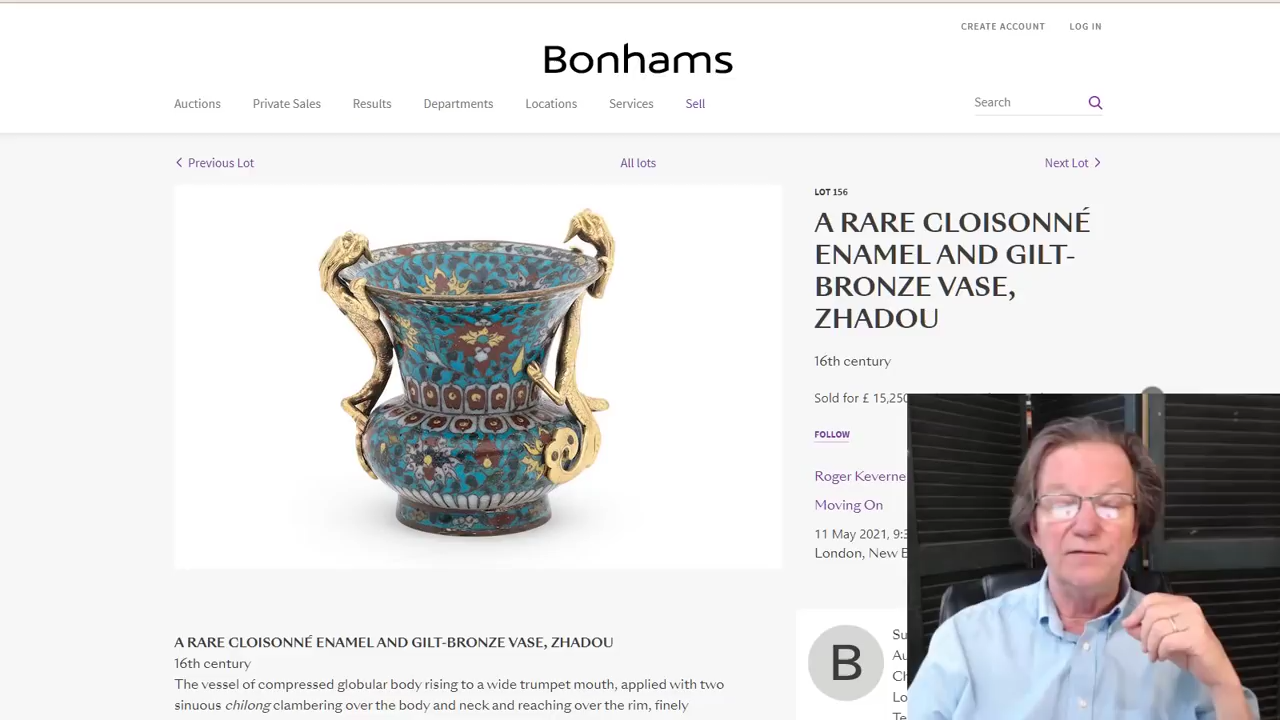 CREATE ACCOUNT LOG IN
Bonhams
Auctions Private Sales Results Departments Locations Services Sell Search
Previous Lot All lots Next Lot
LOT 156
A RARE CLOISONNÉ
ENAMEL AND GILT-
BRONZE VASE,
ZHADOU
16th century
Sold for £ 15,250
FOLLOW
Roger Keverne
Moving On
11 May 2021,
London, New
B
A RARE CLOISONNÉ ENAMEL AND GILT-BRONZE VASE, ZHADOU
16th century
The vessel of compressed globular body rising to a wide trumpet mouth, applied with two
sinuous chilong clambering over the body and neck and reaching over the rim, finely